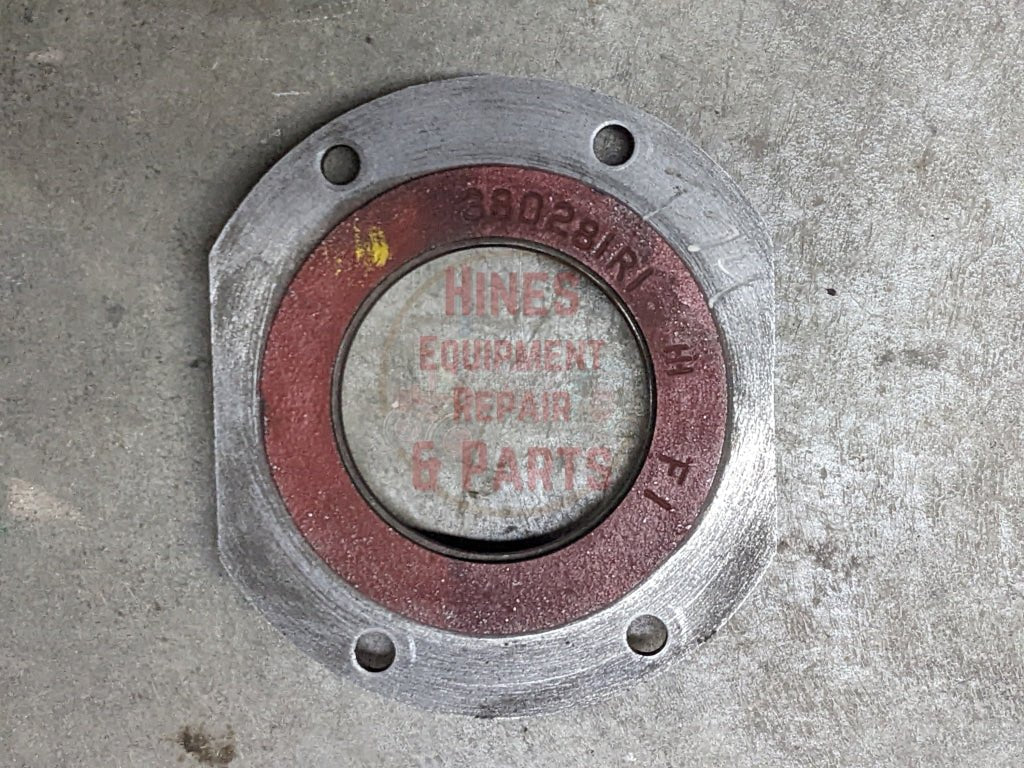 380281R1 H F1
HINES
EQUIPMENT
REPAIR
& PARTS